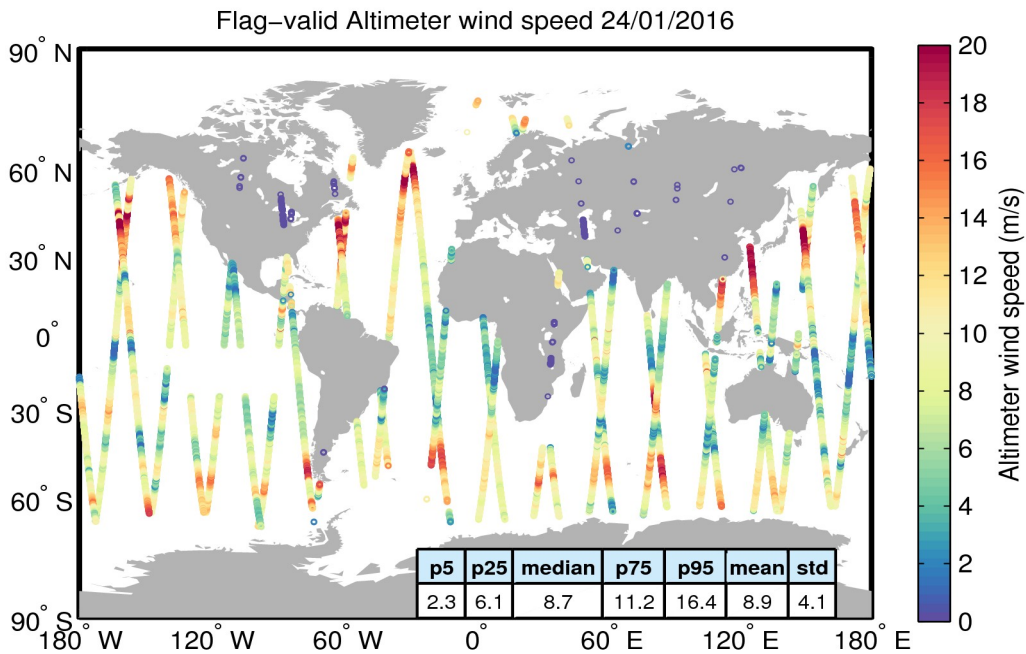 Flag−valid Altimeter wind speed 24/01/2016
90° N
60° N
30° N
0°
30° S
60° S
90° S
180° W
120° W
60° W
0°
60° E
120° E
180° E
p5 p25 median p75 p95 mean std
2.3 6.1 8.7 11.2 16.4 8.9 4.1
20
18
16
14
12
10
8
6
4
2
0
Altimeter wind speed (m/s)